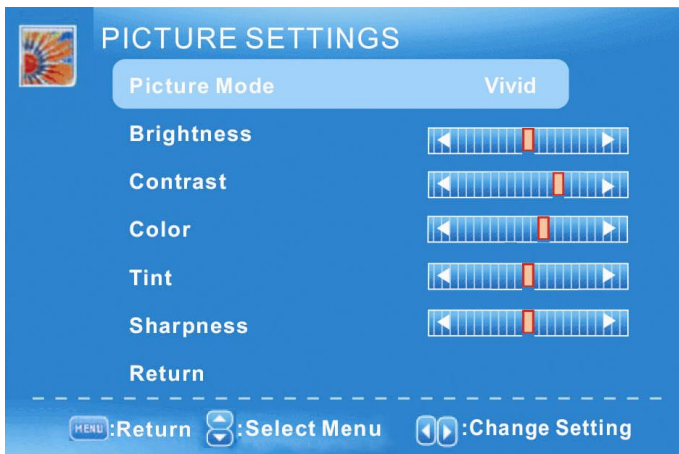 PICTURE SETTINGS
Picture Mode Vivid
Brightness
Contrast
Color
Tint
Sharpness
Return
MENU :Return :Select Menu :Change Setting